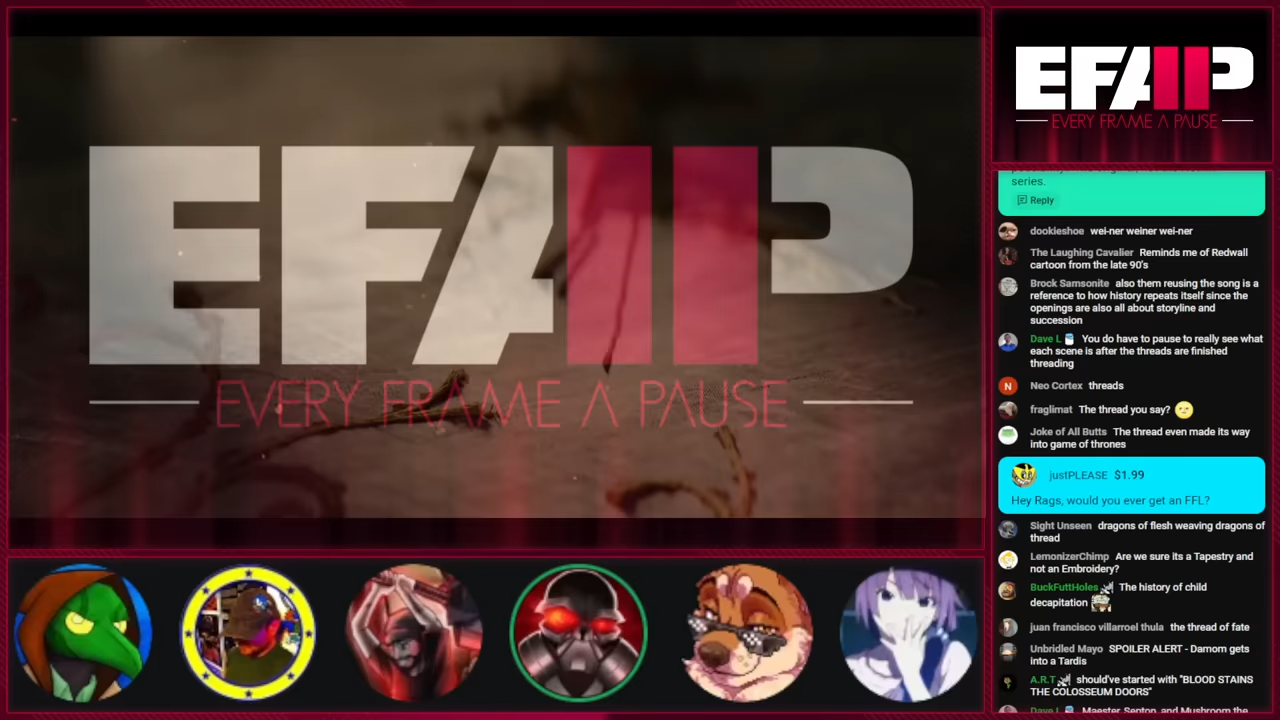 EFAP
EVERY FRAME A PAUSE
EFAP
EVERY FRAME A PAUSE
series.
Reply
dookieshoe wei-ner weiner wei-ner
The Laughing Cavalier Reminds me of Redwall
cartoon from the late 90's
Brock Samsonite also them reusing the song is a
reference to how history repeats itself since the
openings are also all about storyline and
succession
Dave L You do have to pause to really see what
each scene is after the threads are finished
threading
N Neo Cortex threads
fraglimat The thread you say?
Joke of All Butts The thread even made its way
into game of thrones
justPLEASE $1.99
Hey Rags, would you ever get an FFL?
Sight Unseen dragons of flesh weaving dragons of
thread
LemonizerChimp Are we sure its a Tapestry and
not an Embroidery?
BuckFuttHoles The history of child
decapitation
juan francisco villarroel thula the thread of fate
Unbridled Mayo SPOILER ALERT - Damom gets
into a Tardis
A.R.T should've started with "BLOOD STAINS
THE COLOSSEUM DOORS"
Dave L Maester, Septon, and Mushroom the